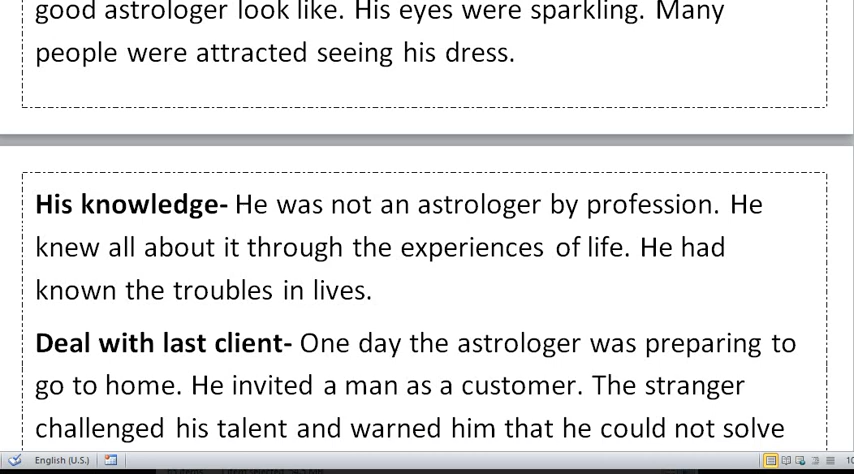 good astrologer look like. His eyes were sparkling. Many
people were attracted seeing his dress.
His knowledge- He was not an astrologer by profession. He
knew all about it through the experiences of life. He had
known the troubles in lives.
Deal with last client- One day the astrologer was preparing to
go to home. He invited a man as a customer. The stranger
challenged his talent and warned him that he could not solve
English (U.S.)
10